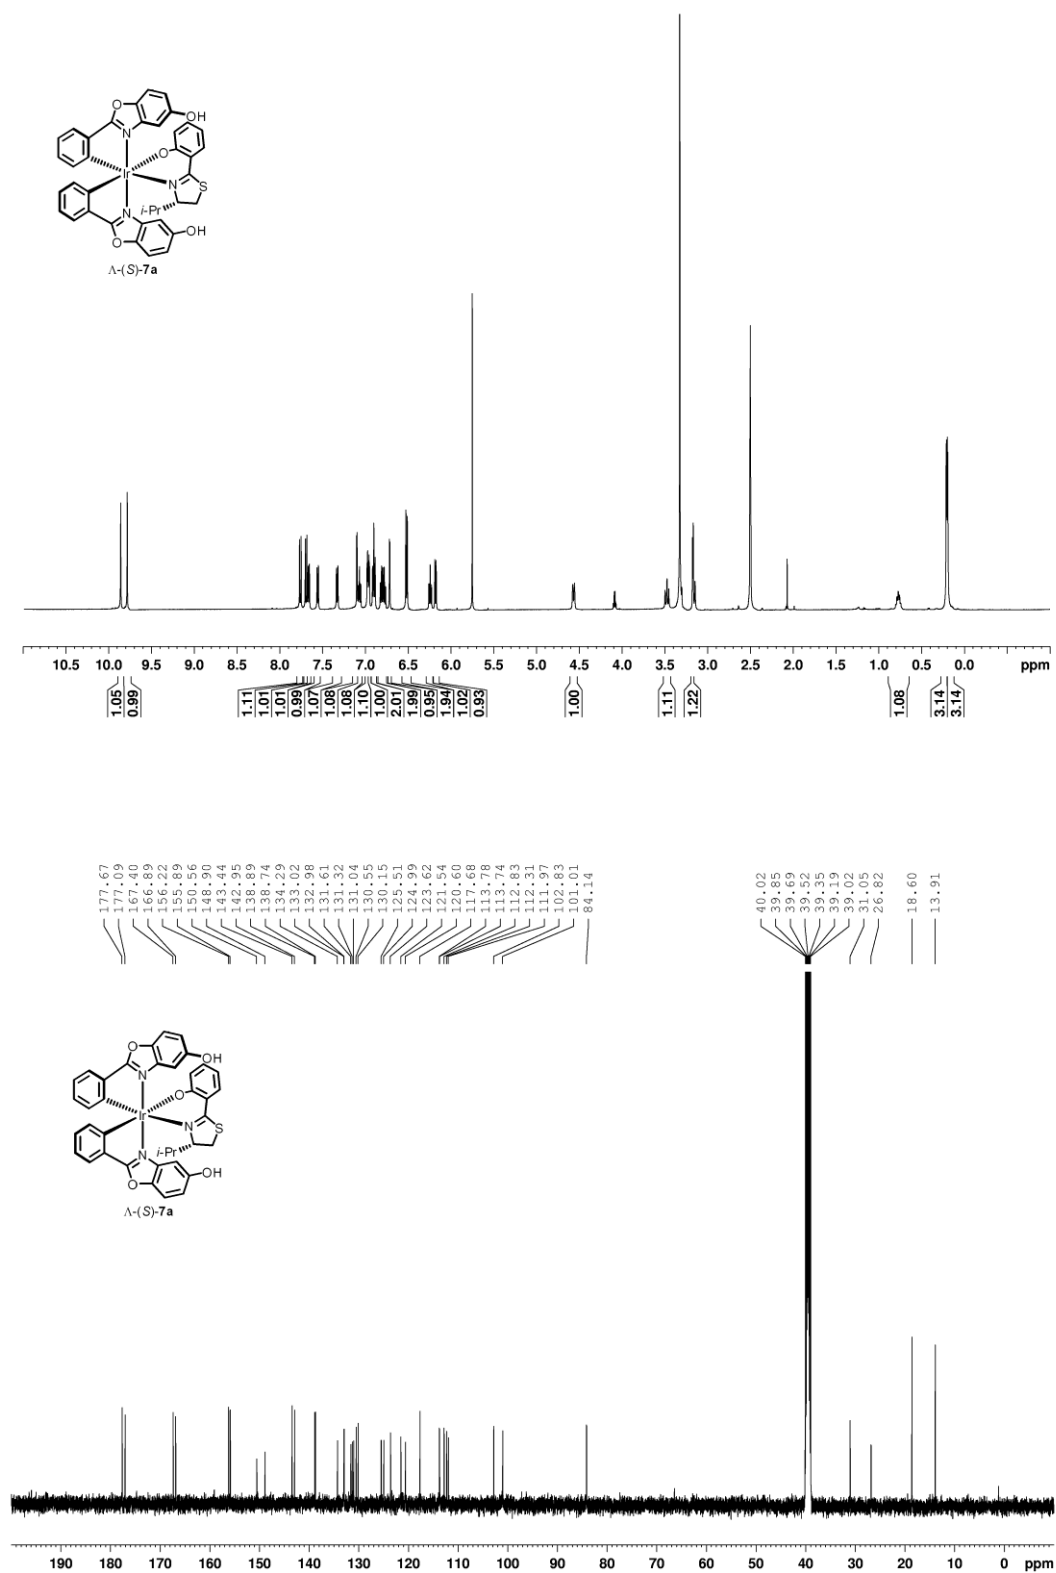 O
OH
N
O
Ir
N
S
N
i-Pr
OH
O
Λ-(S)-7a
10.5 10.0 9.5 9.0 8.5 8.0 7.5 7.0 6.5 6.0 5.5 5.0 4.5 4.0 3.5 3.0 2.5 2.0 1.5 1.0 0.5 0.0 ppm
1.05 0.99 1.11 1.01 1.01 0.99 1.07 1.08 1.08 1.10 1.00 2.01 1.99 0.95 1.94 1.02 0.93 1.00 1.11 1.22 1.08 3.14 3.14
177.67
177.09
167.40
166.89
156.22
155.89
150.56
148.90
143.44
142.95
138.89
138.74
134.29
133.02
132.98
131.61
131.32
131.04
130.55
130.15
125.51
124.99
123.62
121.54
120.60
117.68
113.78
113.74
112.83
112.31
111.97
102.83
101.01
84.14
40.02
39.85
39.69
39.52
39.35
39.19
39.02
31.05
26.82
18.60
13.91
O
OH
N
O
Ir
N
S
N
i-Pr
OH
O
Λ-(S)-7a
190 180 170 160 150 140 130 120 110 100 90 80 70 60 50 40 30 20 10 0 ppm